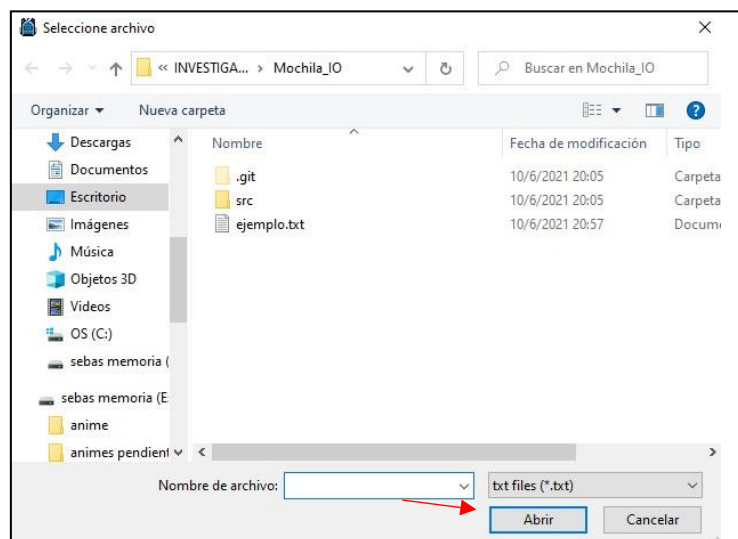 Seleccione archivo
« INVESTIGA... › Mochila_IO
Buscar en Mochila_IO
Organizar
Nueva carpeta
Nombre Fecha de modificación Tipo
Descargas
Documentos
Escritorio
Imágenes
Música
Objetos 3D
Videos
OS (C:)
sebas memoria (
sebas memoria (E:
anime
animes pendient
.git 10/6/2021 20:05 Carpeta
src 10/6/2021 20:05 Carpeta
ejemplo.txt 10/6/2021 20:57 Docum
Nombre de archivo:
txt files (*.txt)
Abrir Cancelar